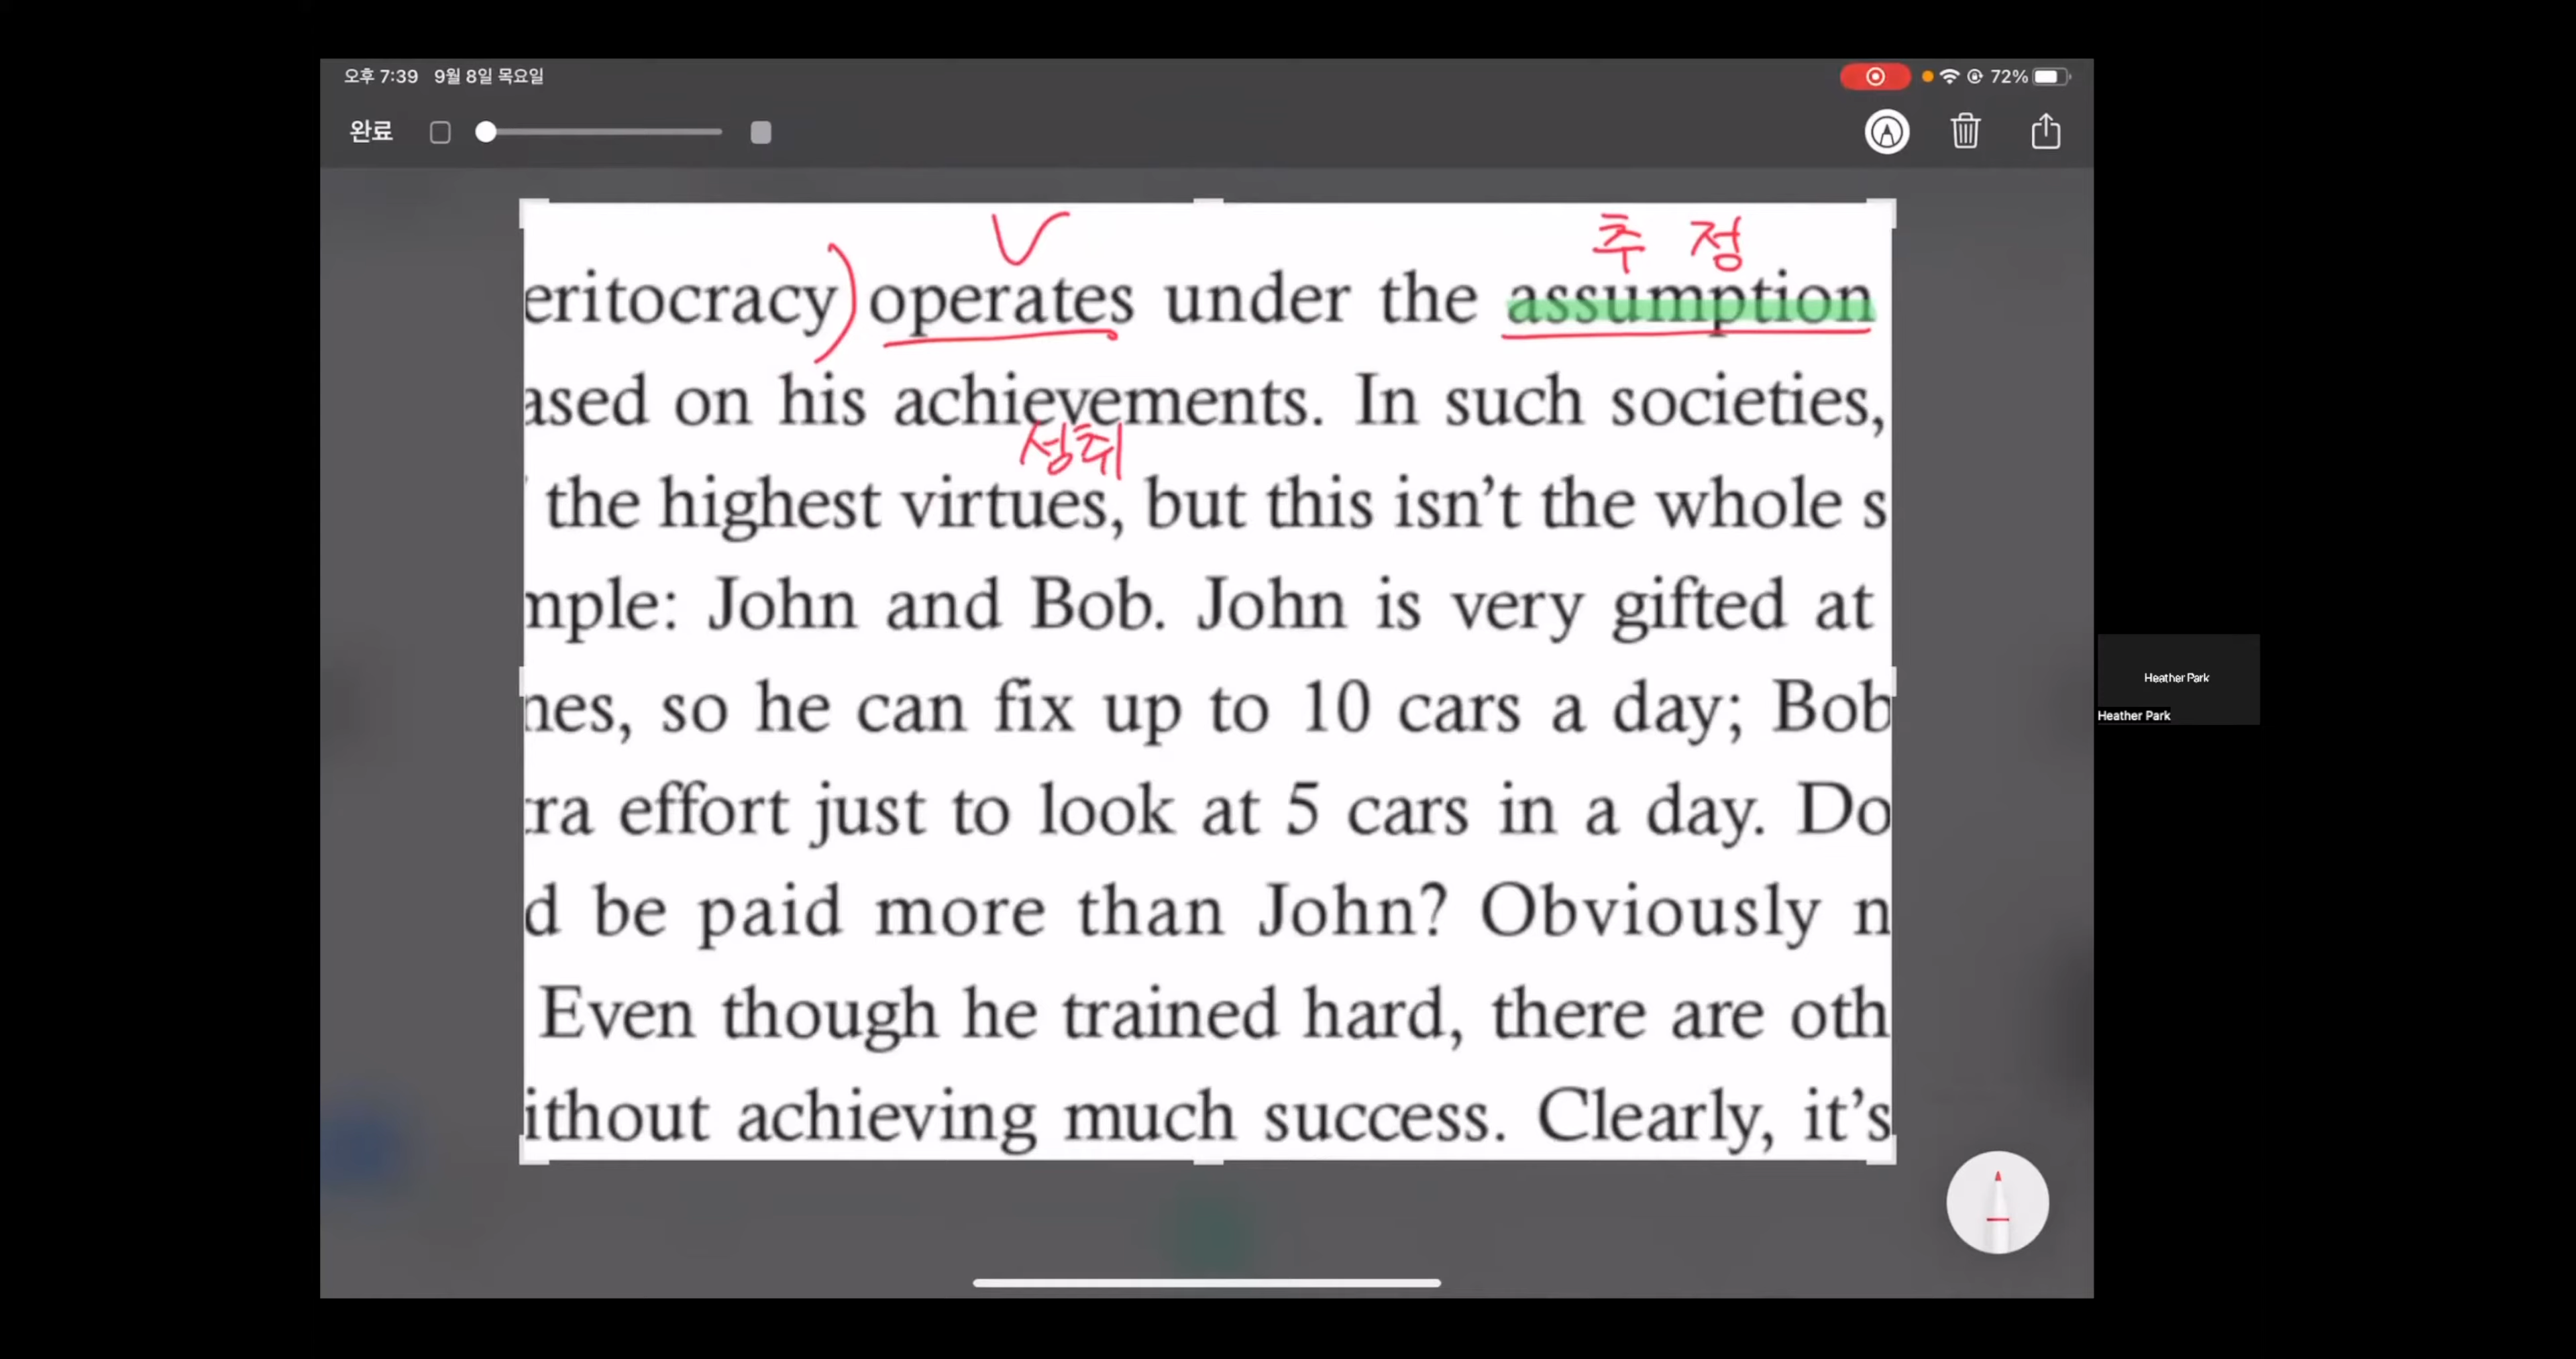 오후 7:39 9월 8일 목요일
72%
완료
V 추정
eritocracy) operates under the assumption
ased on his achievements. In such societies,
성취
the highest virtues, but this isn't the whole s
mple: John and Bob. John is very gifted at
nes, so he can fix up to 10 cars a day; Bob
Heather Park
Heather Park
ra effort just to look at 5 cars in a day. Do
d be paid more than John? Obviously n
Even though he trained hard, there are oth
ithout achieving much success. Clearly, it's